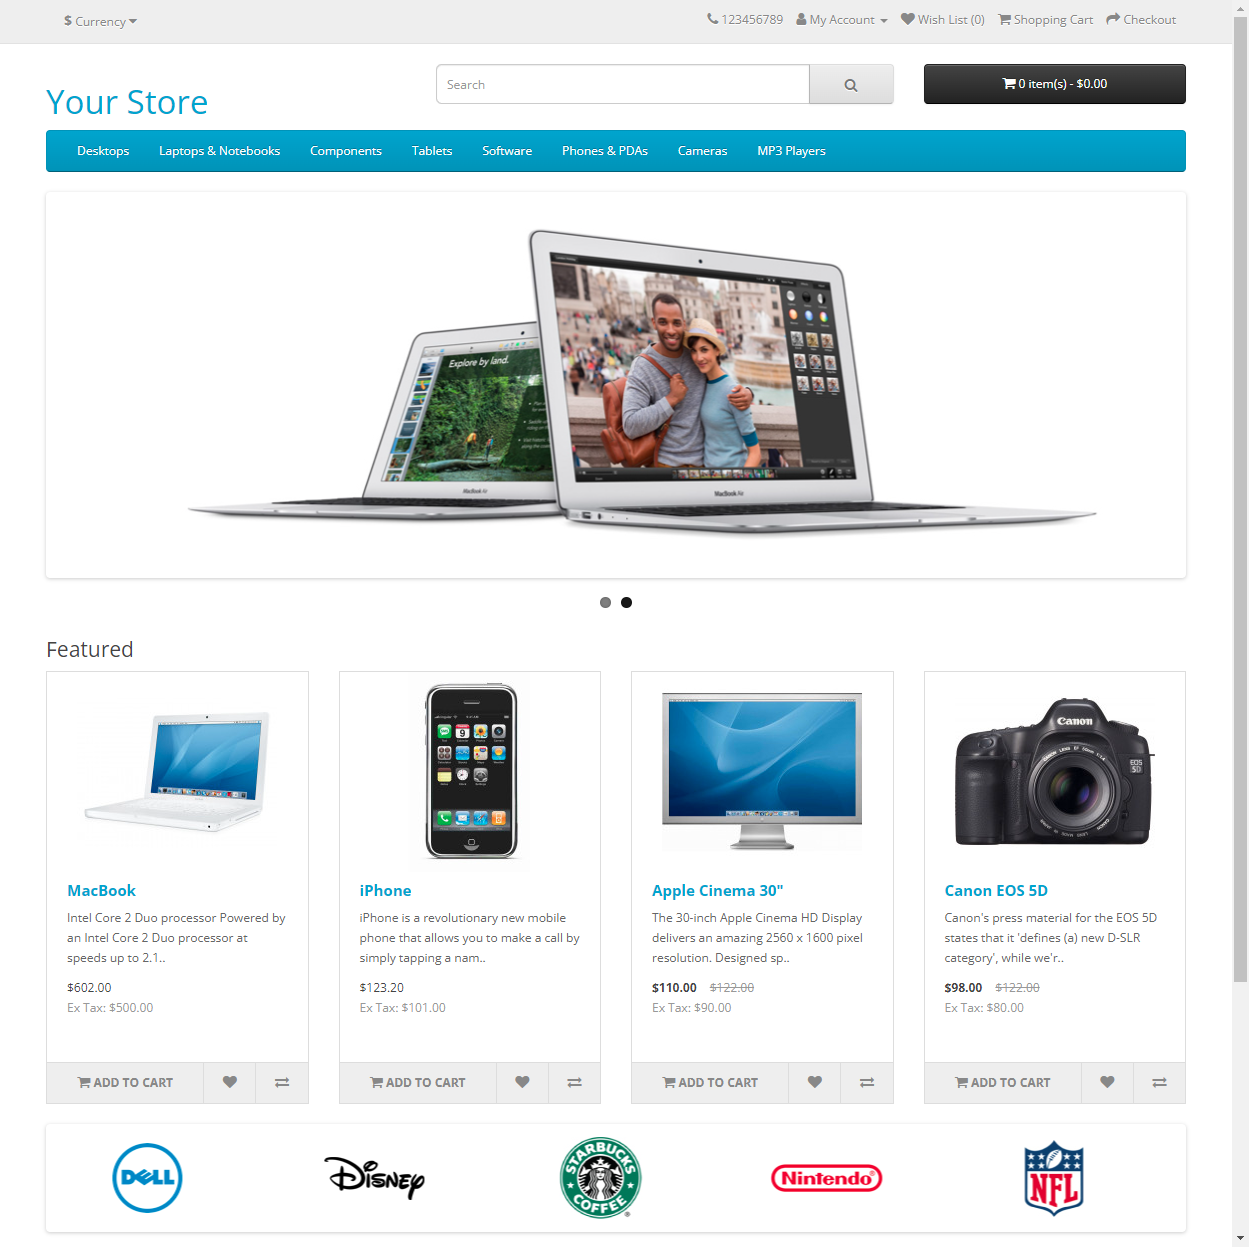 $ Currency
123456789 My Account Wish List (0) Shopping Cart Checkout
Your Store
Search
0 item(s) - $0.00
Desktops Laptops & Notebooks Components Tablets Software Phones & PDAs Cameras MP3 Players
Explore by land.
MacBook Air
MacBook Air
Featured
Canon
EOS
5D
MacBook
Intel Core 2 Duo processor Powered by
an Intel Core 2 Duo processor at
speeds up to 2.1..
$602.00
Ex Tax: $500.00
ADD TO CART
iPhone
iPhone is a revolutionary new mobile
phone that allows you to make a call by
simply tapping a nam..
$123.20
Ex Tax: $101.00
ADD TO CART
Apple Cinema 30"
The 30-inch Apple Cinema HD Display
delivers an amazing 2560 x 1600 pixel
resolution. Designed sp..
$110.00 $122.00
Ex Tax: $90.00
ADD TO CART
Canon EOS 5D
Canon's press material for the EOS 5D
states that it 'defines (a) new D-SLR
category', while we'r..
$98.00 $122.00
Ex Tax: $80.00
ADD TO CART
DELL
Disney
STARBUCKS
COFFEE
Nintendo
NFL